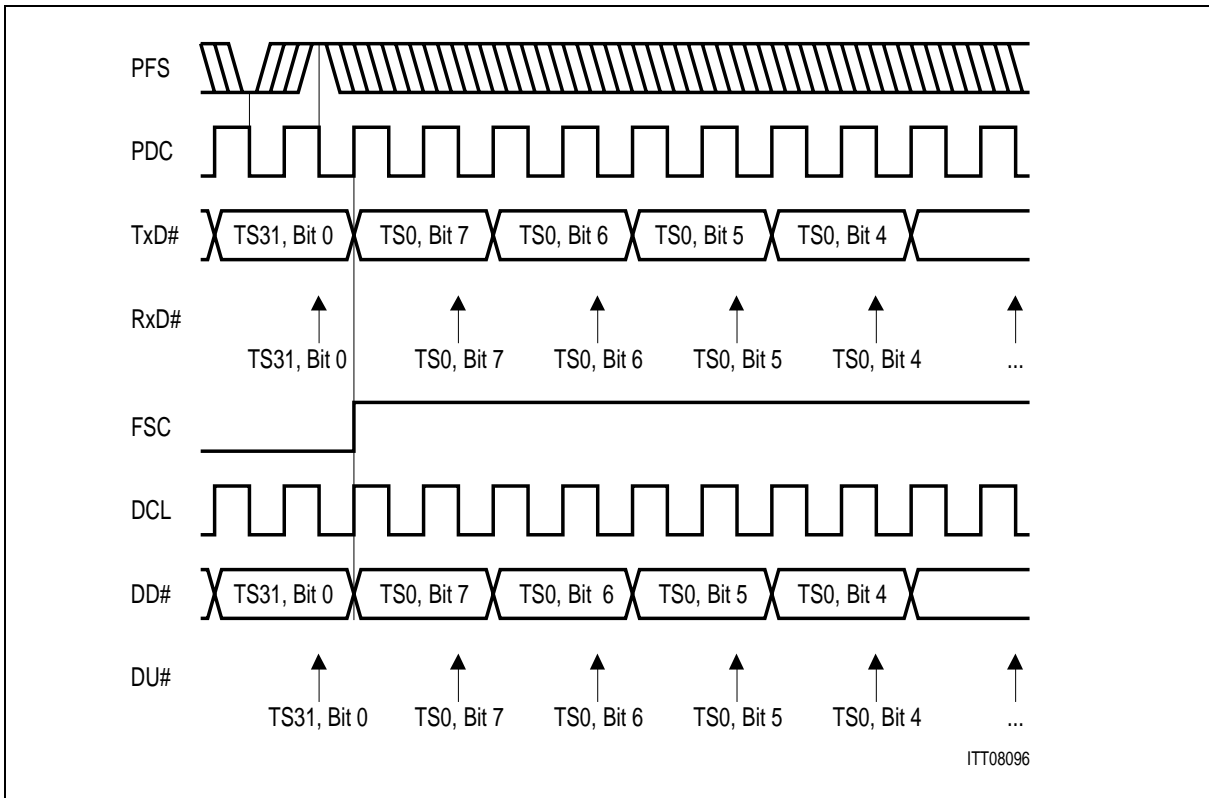 PFS
PDC
TxD# TS31, Bit 0 TS0, Bit 7 TS0, Bit 6 TS0, Bit 5 TS0, Bit 4
RxD#
TS31, Bit 0 TS0, Bit 7 TS0, Bit 6 TS0, Bit 5 TS0, Bit 4 ...
FSC
DCL
DD# TS31, Bit 0 TS0, Bit 7 TS0, Bit 6 TS0, Bit 5 TS0, Bit 4
DU#
TS31, Bit 0 TS0, Bit 7 TS0, Bit 6 TS0, Bit 5 TS0, Bit 4 ...
ITT08096